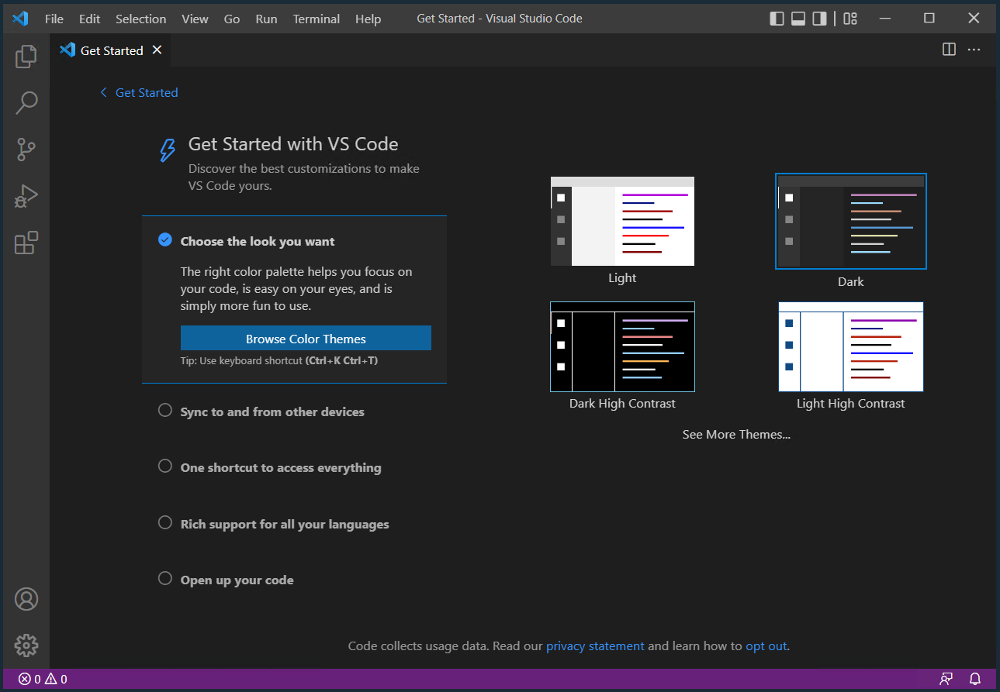 File Edit Selection View Go Run Terminal Help Get Started - Visual Studio Code
Get Started
Get Started
Get Started with VS Code
Discover the best customizations to make
VS Code yours.
Choose the look you want
The right color palette helps you focus on
your code, is easy on your eyes, and is
simply more fun to use.
Browse Color Themes
Tip: Use keyboard shortcut (Ctrl+K Ctrl+T)
Sync to and from other devices
One shortcut to access everything
Rich support for all your languages
Open up your code
Light
Dark
Dark High Contrast
Light High Contrast
See More Themes...
Code collects usage data. Read our privacy statement and learn how to opt out.
0 0